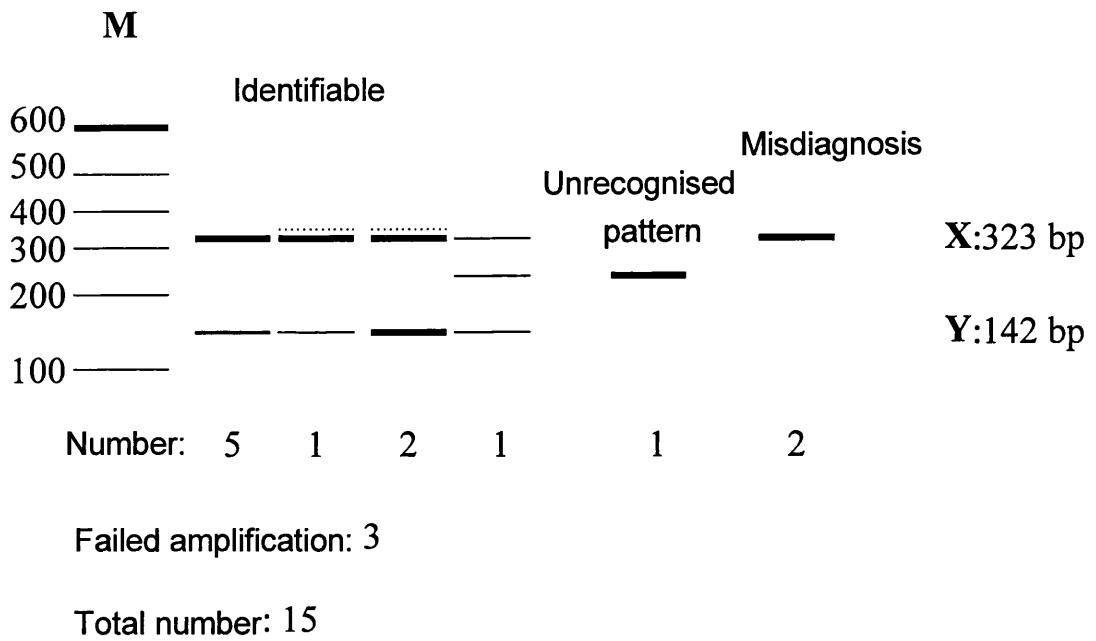 M
Identifiable
600
500
400
300
200
100
Unrecognised
pattern
Misdiagnosis
X:323 bp
Y:142 bp
Number: 5 1 2 1 1 2
Failed amplification: 3
Total number: 15